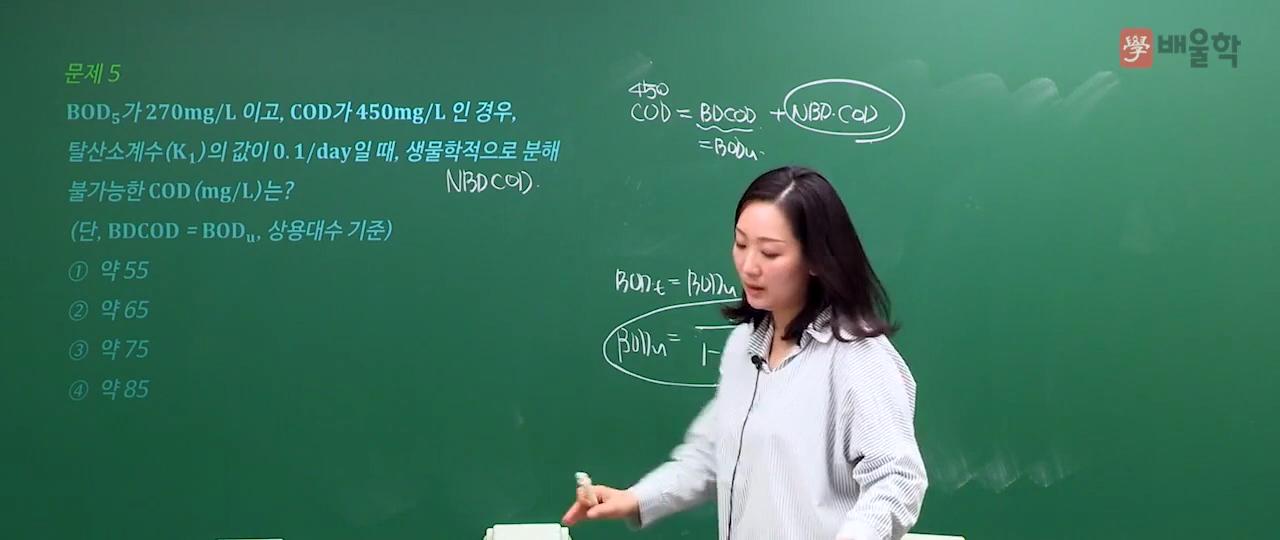 學 배울학
문제 5
BOD₅가 270mg/L 이고, COD가 450mg/L 인 경우,
탈산소계수(K₁)의 값이 0.1/day일 때, 생물학적으로 분해
불가능한 COD (mg/L)는?
NBDCOD.
(단, BDCOD = BODᵤ, 상용대수 기준)
① 약 55
② 약 65
③ 약 75
④ 약 85
450
COD = BDCOD + NBD·COD
=BODu.
BODt = BODu
BODu =
1-